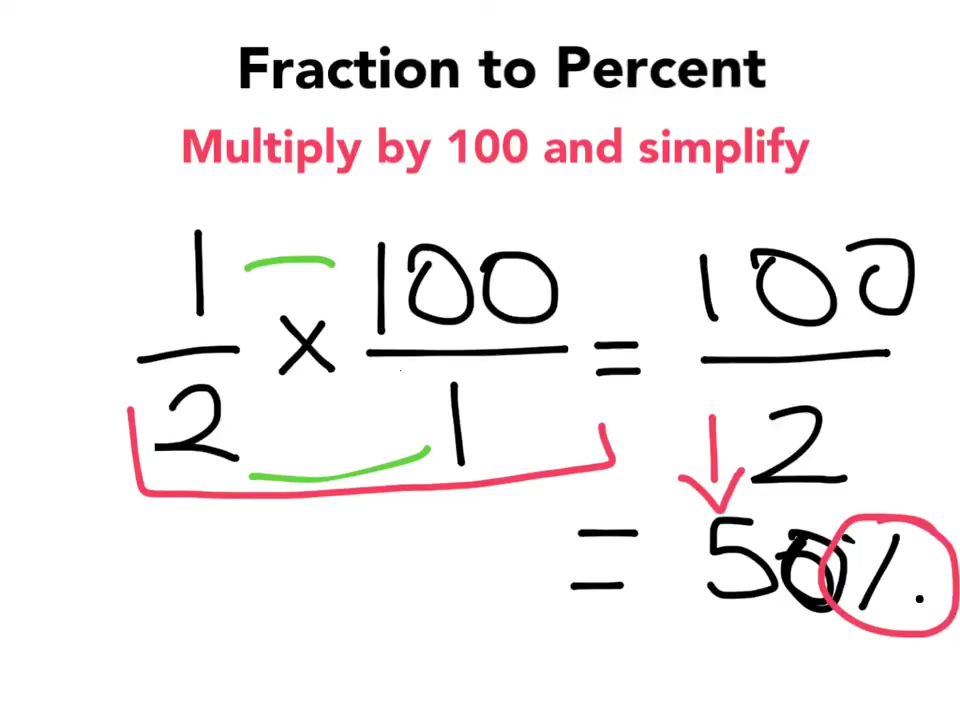 Fraction to Percent
Multiply by 100 and simplify
1/2 × 100/1 = 100/2
= 50%